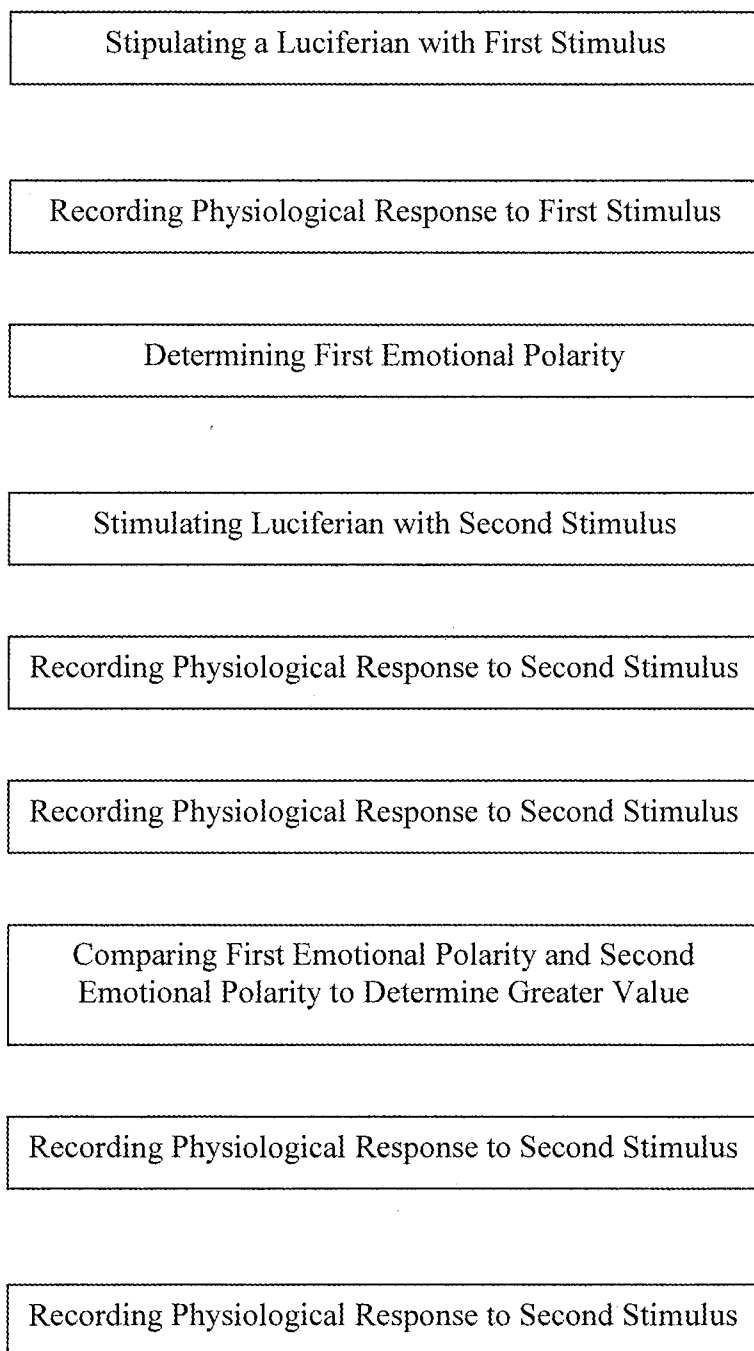 Stipulating a Luciferian with First Stimulus
Recording Physiological Response to First Stimulus
Determining First Emotional Polarity
Stimulating Luciferian with Second Stimulus
Recording Physiological Response to Second Stimulus
Recording Physiological Response to Second Stimulus
Comparing First Emotional Polarity and Second
Emotional Polarity to Determine Greater Value
Recording Physiological Response to Second Stimulus
Recording Physiological Response to Second Stimulus